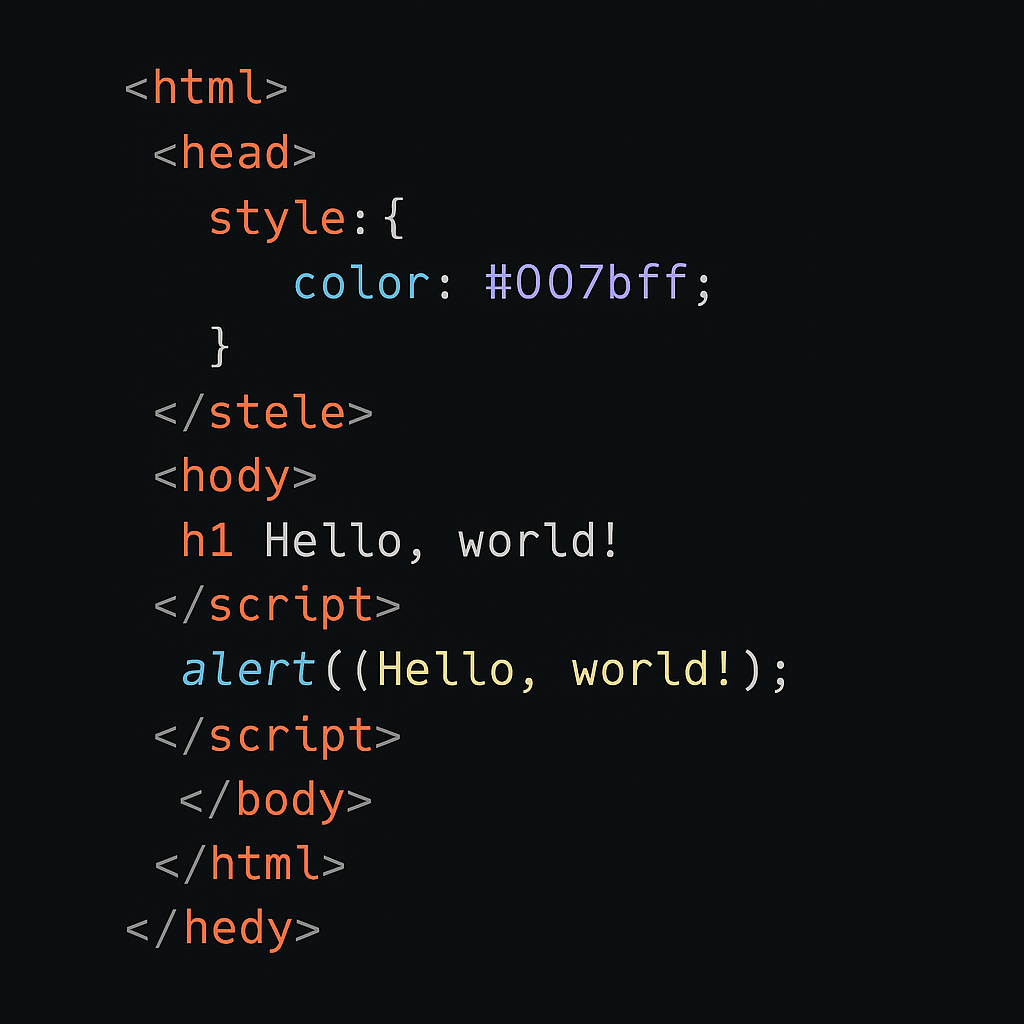 <html>
<head>
style:{
color: #007bff;
}
</stele>
<hody>
h1 Hello, world!
</script>
alert((Hello, world!);
</script>
</body>
</html>
</hedy>